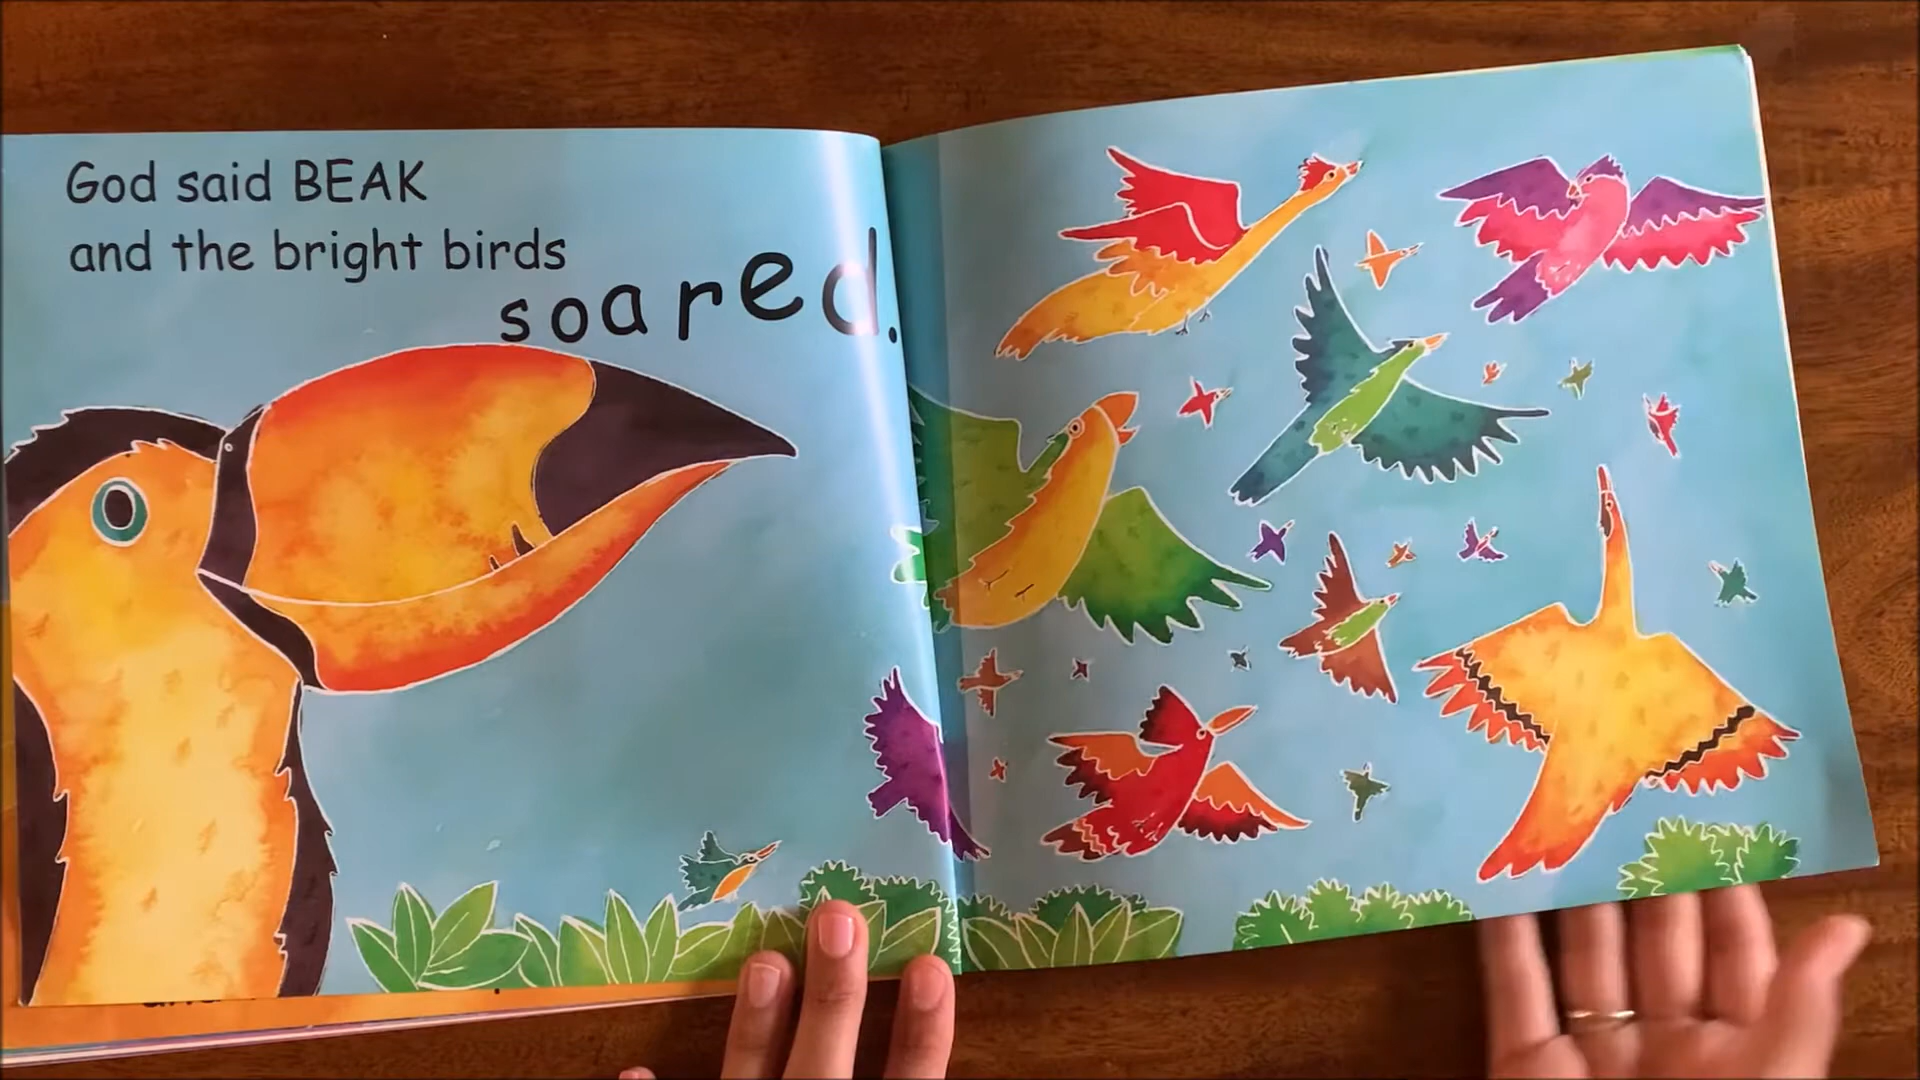 God said BEAK
and the bright birds
soared.